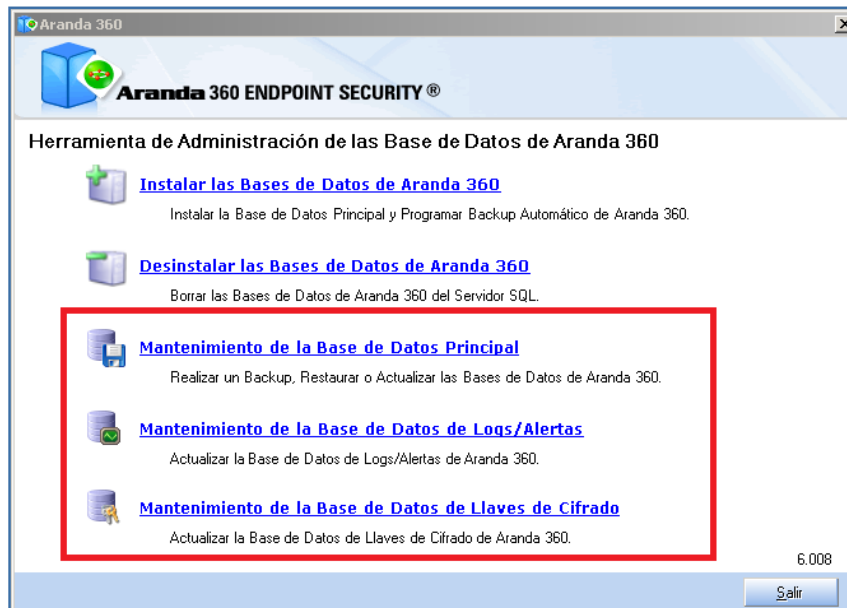 Aranda 360
Aranda 360 ENDPOINT SECURITY ®
Herramienta de Administración de las Base de Datos de Aranda 360
Instalar las Bases de Datos de Aranda 360
Instalar la Base de Datos Principal y Programar Backup Automático de Aranda 360.
Desinstalar las Bases de Datos de Aranda 360
Borrar las Bases de Datos de Aranda 360 del Servidor SQL.
Mantenimiento de la Base de Datos Principal
Realizar un Backup, Restaurar o Actualizar las Bases de Datos de Aranda 360.
Mantenimiento de la Base de Datos de Logs/Alertas
Actualizar la Base de Datos de Logs/Alertas de Aranda 360.
Mantenimiento de la Base de Datos de Llaves de Cifrado
Actualizar la Base de Datos de Llaves de Cifrado de Aranda 360.
6.008
Salir